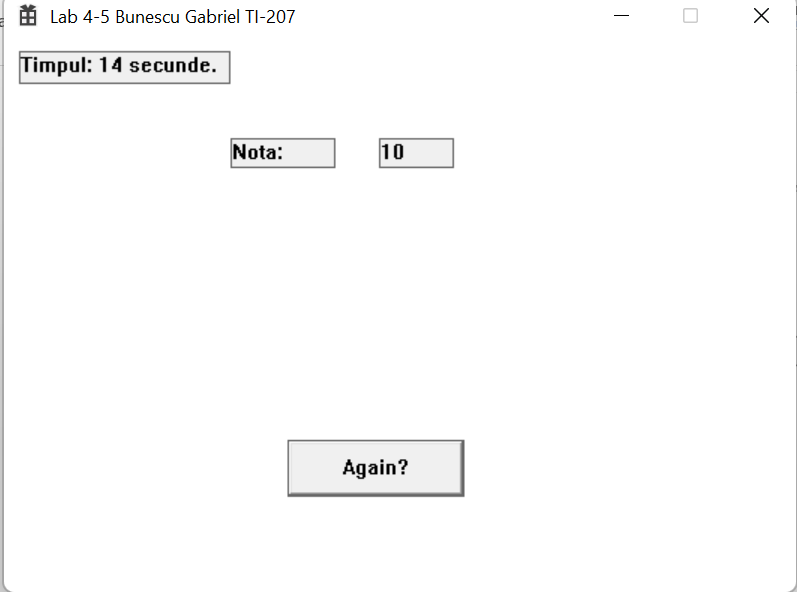 Lab 4-5 Bunescu Gabriel TI-207
Timpul: 14 secunde.
Nota: 10
Again?